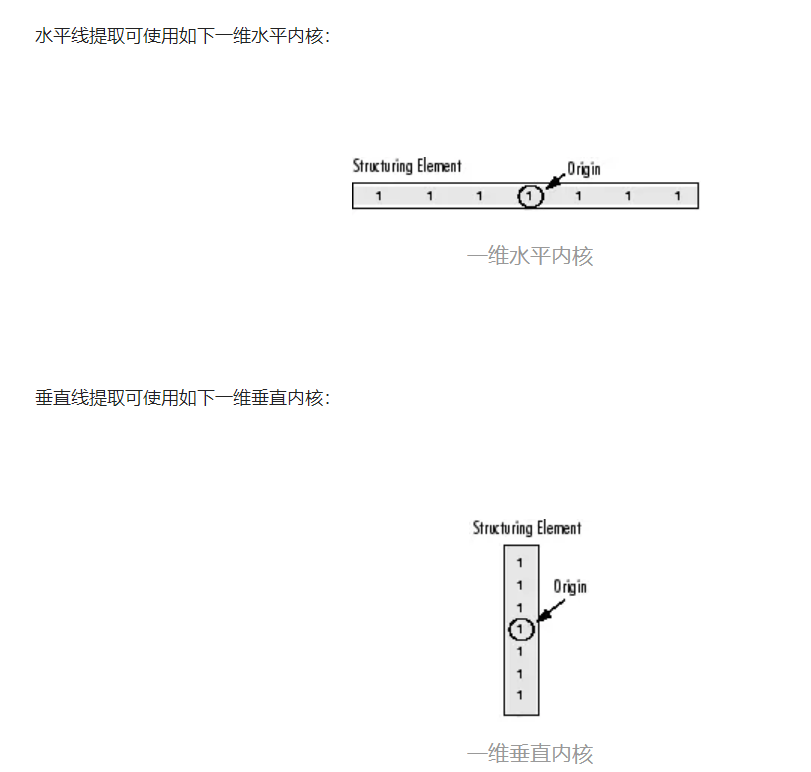 水平线提取可使用如下一维水平内核：
Structuring Element
Origin
1 1 1 1 1 1 1
一维水平内核
垂直线提取可使用如下一维垂直内核：
Structuring Element
1
1
Origin
1
1
1
1
1
一维垂直内核